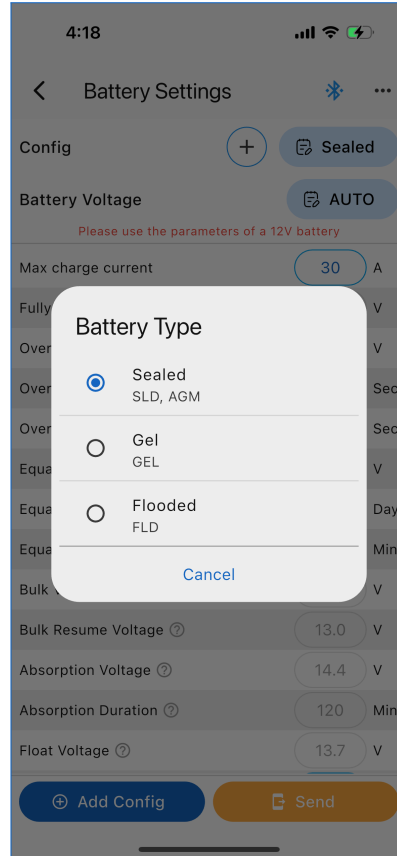 4:18
Battery Settings
Config
Sealed
Battery Voltage
AUTO
Please use the parameters of a 12V battery
Max charge current 30 A
Fully V
Over V
Over Sec
Over Sec
Equa V
Equa Day
Equa Min
Battery Type
Sealed
SLD, AGM
Gel
GEL
Flooded
FLD
Cancel
Bulk V
Bulk Resume Voltage 13.0 V
Absorption Voltage 14.4 V
Absorption Duration 120 Min
Float Voltage 13.7 V
Add Config
Send